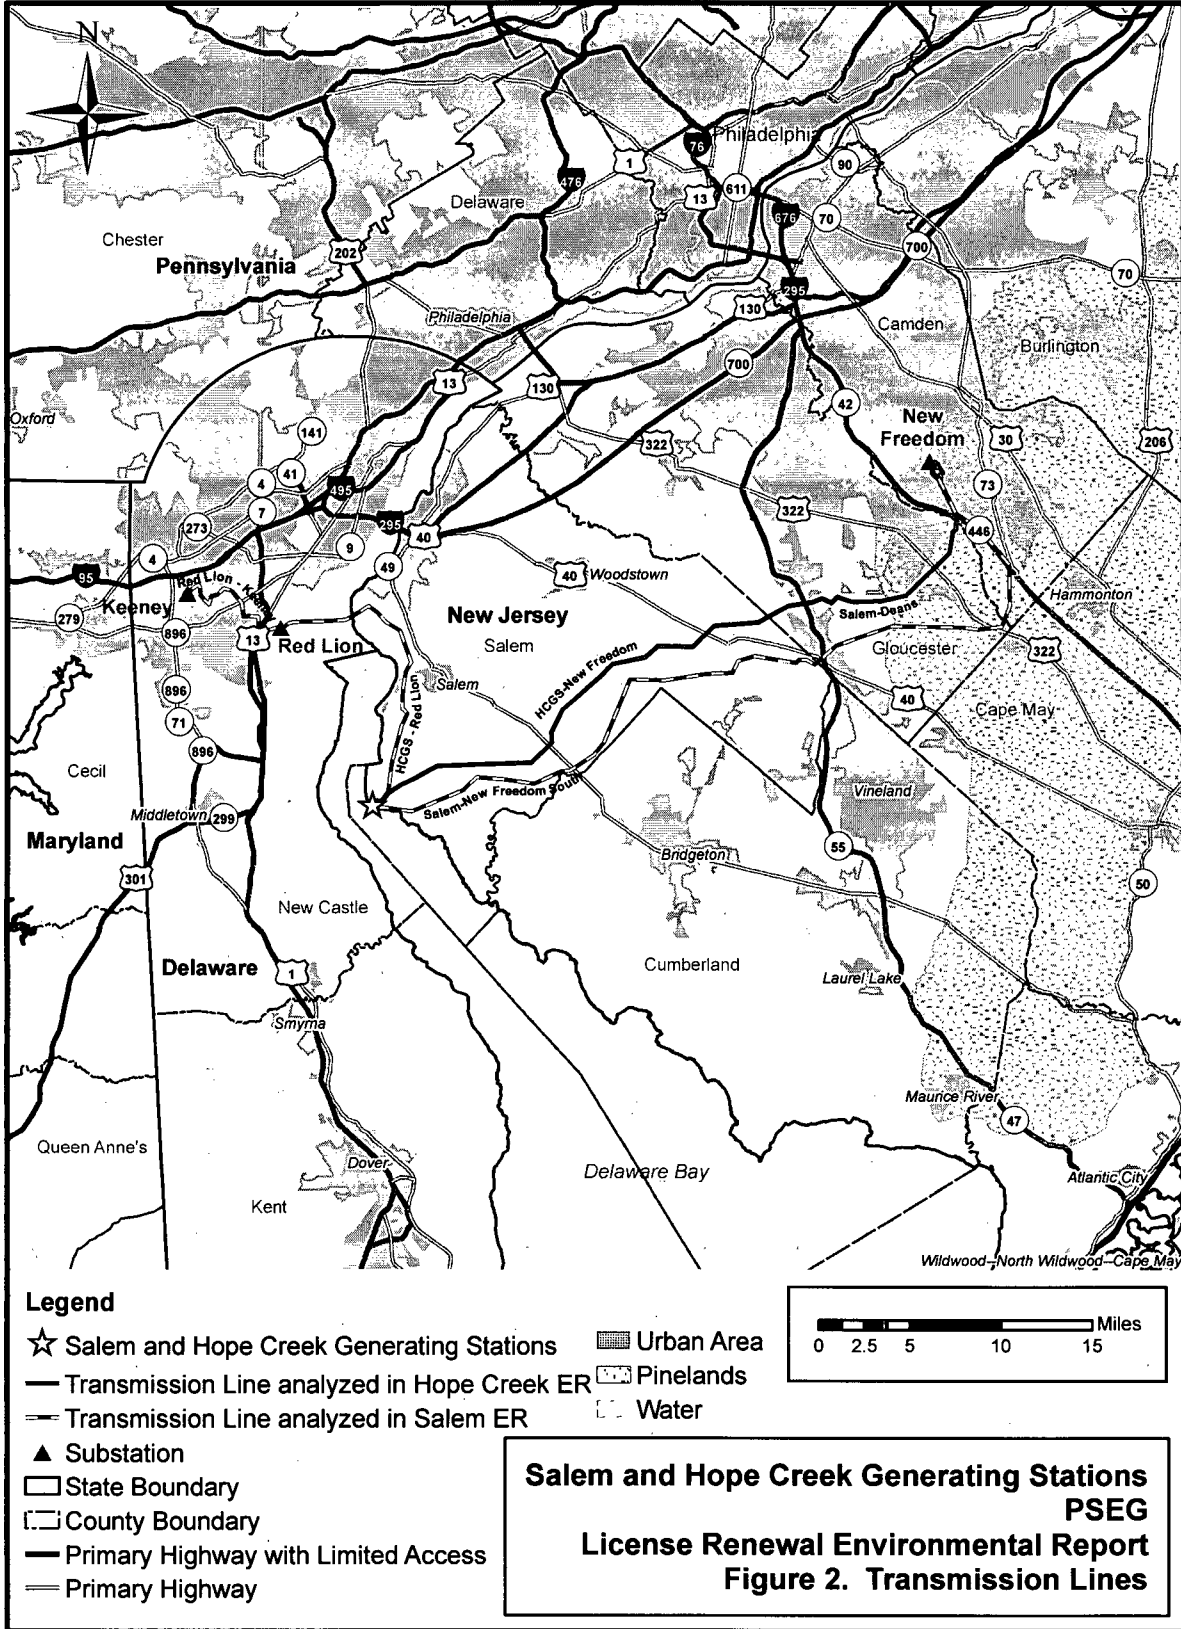 N
Philadelphia
76
1
90
476
13
611
Delaware
676
70
Chester
202
700
Pennsylvania
70
295
130
Philadelphia
Camden
Burlington
700
13
130
42
Oxford
New
Freedom
141
322
30
206
41
4
495
73
7
322
273
295
40
446
9
4
49
95
Red Lion - Keeney
40
Woodstown
Hammonton
Keeney
New Jersey
Salem-Deans
279
896
13
Red Lion
Salem
Gloucester
322
HCGS-New Freedom
896
Salem
40
71
HCGS - Red Lion
Cape May
896
Cecil
Salem-New Freedom South
Vineland
Middletown
299
Maryland
55
Bridgeton
301
50
New Castle
Delaware
1
Cumberland
Laurel Lake
Smyrna
Maurice River
47
Queen Anne's
Dover
Delaware Bay
Atlantic City
Kent
Wildwood--North Wildwood--Cape May
Legend
Salem and Hope Creek Generating Stations
Transmission Line analyzed in Hope Creek ER
Transmission Line analyzed in Salem ER
Substation
State Boundary
County Boundary
Primary Highway with Limited Access
Primary Highway
Urban Area
Pinelands
Water
Miles
0 2.5 5 10 15
Salem and Hope Creek Generating Stations
PSEG
License Renewal Environmental Report
Figure 2. Transmission Lines